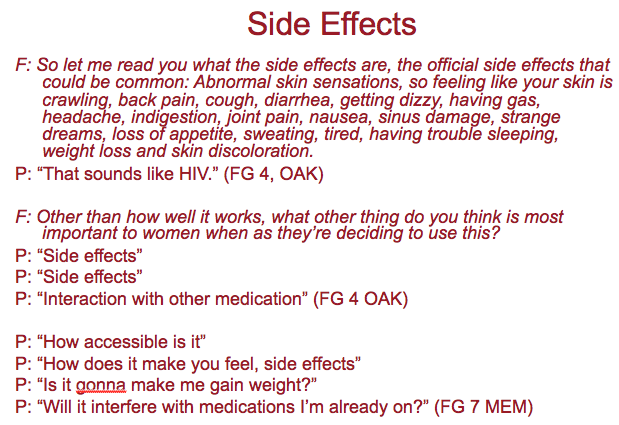 Side Effects
F: So let me read you what the side effects are, the official side effects that
could be common: Abnormal skin sensations, so feeling like your skin is
crawling, back pain, cough, diarrhea, getting dizzy, having gas,
headache, indigestion, joint pain, nausea, sinus damage, strange
dreams, loss of appetite, sweating, tired, having trouble sleeping,
weight loss and skin discoloration.
P: “That sounds like HIV.” (FG 4, OAK)
F: Other than how well it works, what other thing do you think is most
important to women when as they’re deciding to use this?
P: “Side effects”
P: “Side effects”
P: “Interaction with other medication” (FG 4 OAK)
P: “How accessible is it”
P: “How does it make you feel, side effects”
P: “Is it gonna make me gain weight?”
P: “Will it interfere with medications I’m already on?” (FG 7 MEM)